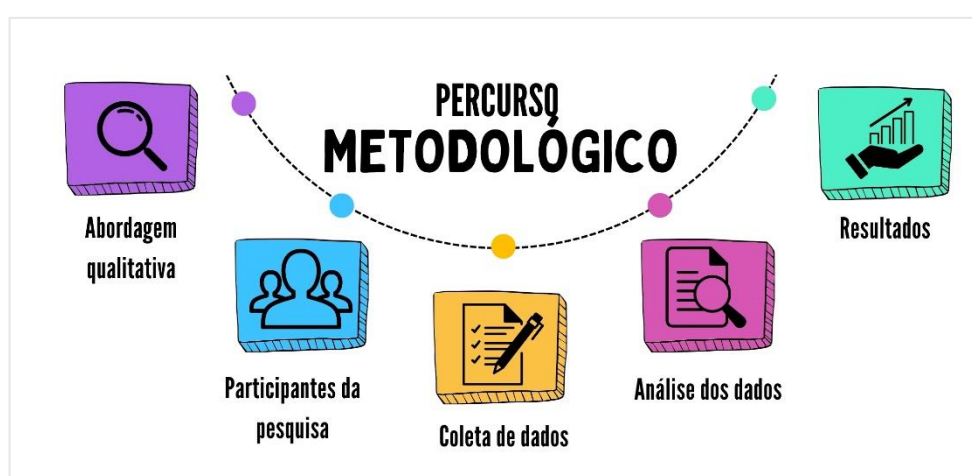 PERCURSO
METODOLÓGICO
Abordagem
qualitativa
Participantes da
pesquisa
Coleta de dados
Análise dos dados
Resultados